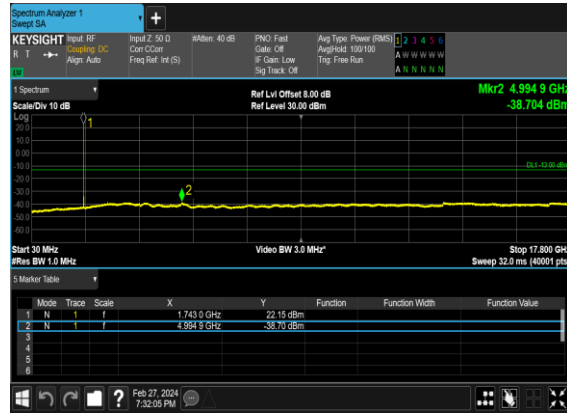 Spectrum Analyzer 1
Swept SA
+
KEYSIGHT Input: RF Input Z: 50 Ω #Atten: 40 dB PNO: Fast Avg Type: Power (RMS) 1 2 3 4 5 6
R T Coupling: DC Corr CCorr Gate: Off Avg|Hold: 100/100 A W W W W W
Align: Auto Freq Ref: Int (S) IF Gain: Low Trig: Free Run A N N N N N
LW Sig Track: Off
1 Spectrum Ref Lvl Offset 8.00 dB Mkr2 4.994 9 GHz
Scale/Div 10 dB Ref Level 30.00 dBm -38.704 dBm
Log
1
20.0
10.0
0.00
-10.0 DL1 -13.00 dBm
-20.0
-30.0 2
-40.0
-50.0
-60.0
Start 30 MHz Video BW 3.0 MHz* Stop 17.800 GHz
#Res BW 1.0 MHz Sweep 32.0 ms (40001 pts)
5 Marker Table
Mode Trace Scale X Y Function Function Width Function Value
1 N 1 f 1.743 0 GHz 22.15 dBm
2 N 1 f 4.994 9 GHz -38.70 dBm
3
4
5
6
? Feb 27, 2024
7:32:05 PM